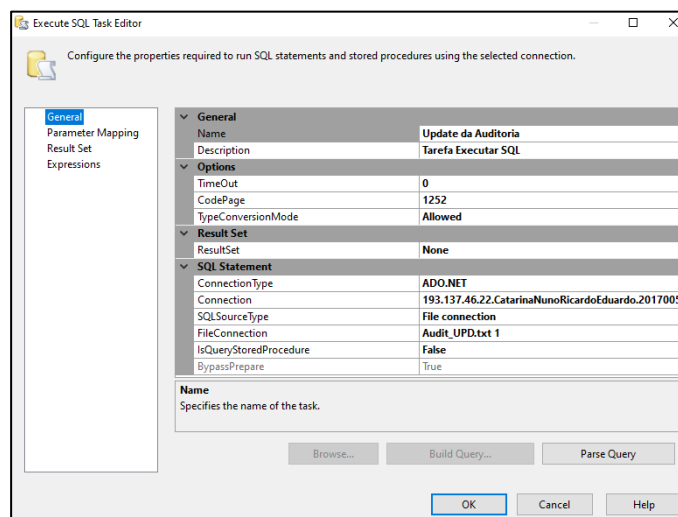 Execute SQL Task Editor
Configure the properties required to run SQL statements and stored procedures using the selected connection.
General
Parameter Mapping
Result Set
Expressions
General
Name Update da Auditoria
Description Tarefa Executar SQL
Options
TimeOut 0
CodePage 1252
TypeConversionMode Allowed
Result Set
ResultSet None
SQL Statement
ConnectionType ADO.NET
Connection 193.137.46.22.CatarinaNunoRicardoEduardo.2017005
SQLSourceType File connection
FileConnection Audit_UPD.txt 1
IsQueryStoredProcedure False
BypassPrepare True
Name
Specifies the name of the task.
Browse... Build Query... Parse Query
OK Cancel Help